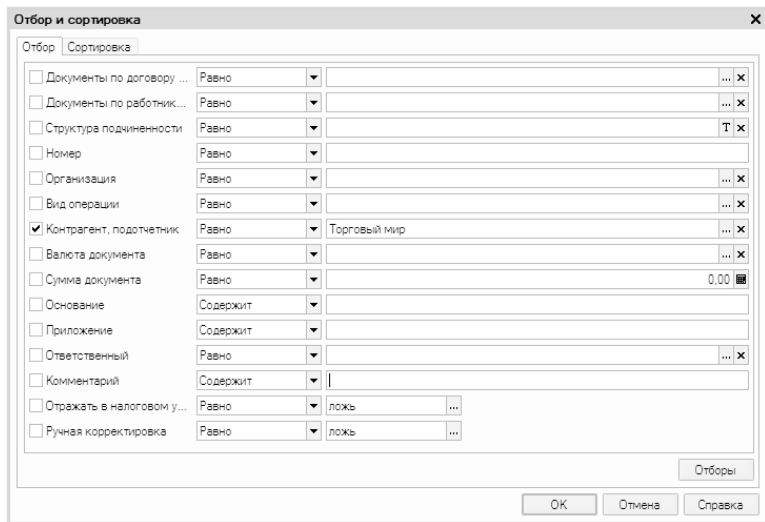 Отбор и сортировка
Отбор Сортировка
Документы по договору ... Равно ...
Документы по работник... Равно ...
Структура подчиненности Равно T
Номер Равно
Организация Равно ...
Вид операции Равно ...
Контрагент, подотчетник Равно Торговый мир ...
Валюта документа Равно ...
Сумма документа Равно 0,00
Основание Содержит
Приложение Содержит
Ответственный Равно ...
Комментарий Содержит
Отражать в налоговом у... Равно ложь ...
Ручная корректировка Равно ложь ...
Отборы
OK Отмена Справка